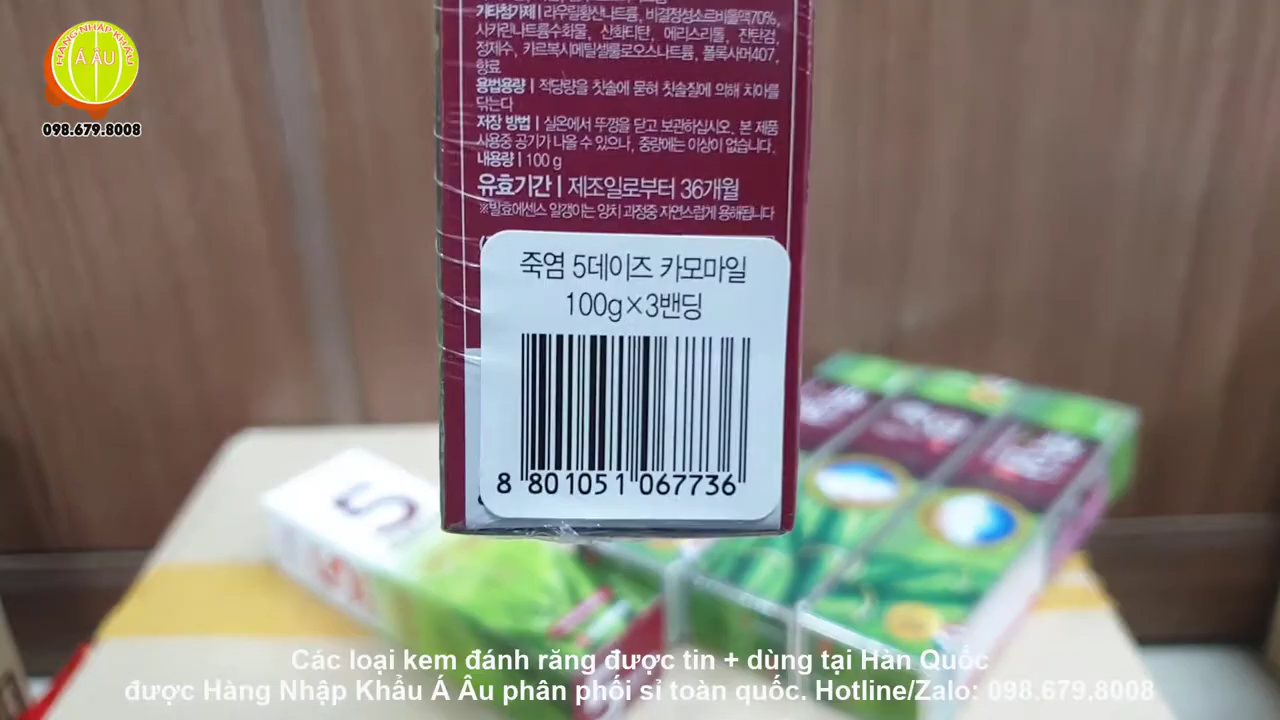 HÀNG NHẬP KHẨU
Á ÂU
098.679.8008
기타첨가제 | 라우릴황산나트륨, 비결정성소르비톨액70%,
사카린나트륨수화물, 산화티탄, 에리스리톨, 잔탄검,
정제수, 카르복시메틸셀룰로오스나트륨, 폴록사머407,
향료
용법용량 | 적당량을 칫솔에 묻혀 칫솔질에 의해 치아를
닦는다
저장 방법 | 실온에서 뚜껑을 닫고 보관하십시오. 본 제품
사용중 공기가 나올 수 있으나, 중량에는 이상이 없습니다.
내용량 | 100 g
유효기간 | 제조일로부터 36개월
※발효에센스 알갱이는 양치 과정중 자연스럽게 용해됩니다
죽염 5데이즈 카모마일
100g×3밴딩
8 801051 067736
5
Các loại kem đánh răng được tin + dùng tại Hàn Quốc
được Hàng Nhập Khẩu Á Âu phân phối sỉ toàn quốc. Hotline/Zalo: 098.679.8008